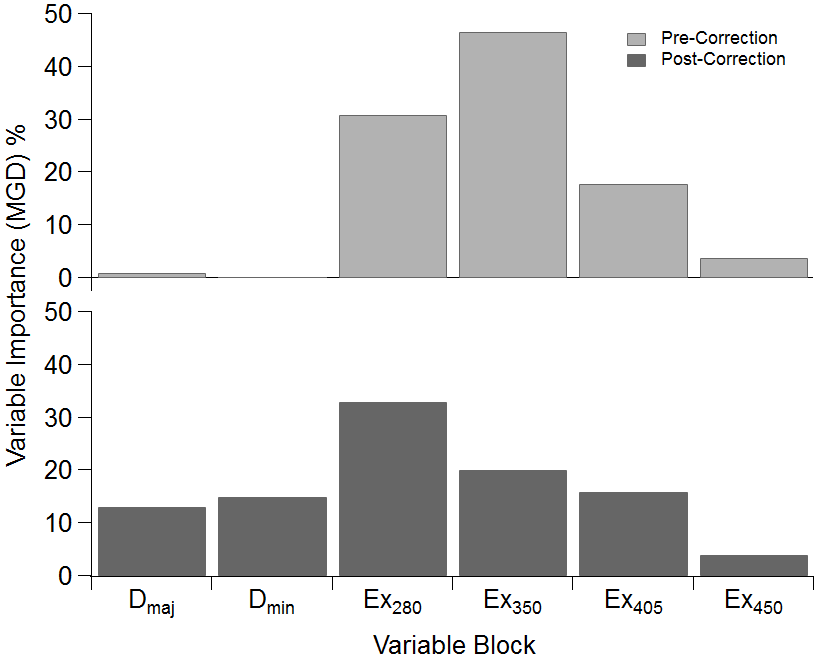 50
Pre-Correction
Post-Correction
40
30
20
10
0
Variable Importance (MGD) %
50
40
30
20
10
0
Dmaj Dmin Ex280 Ex350 Ex405 Ex450
Variable Block